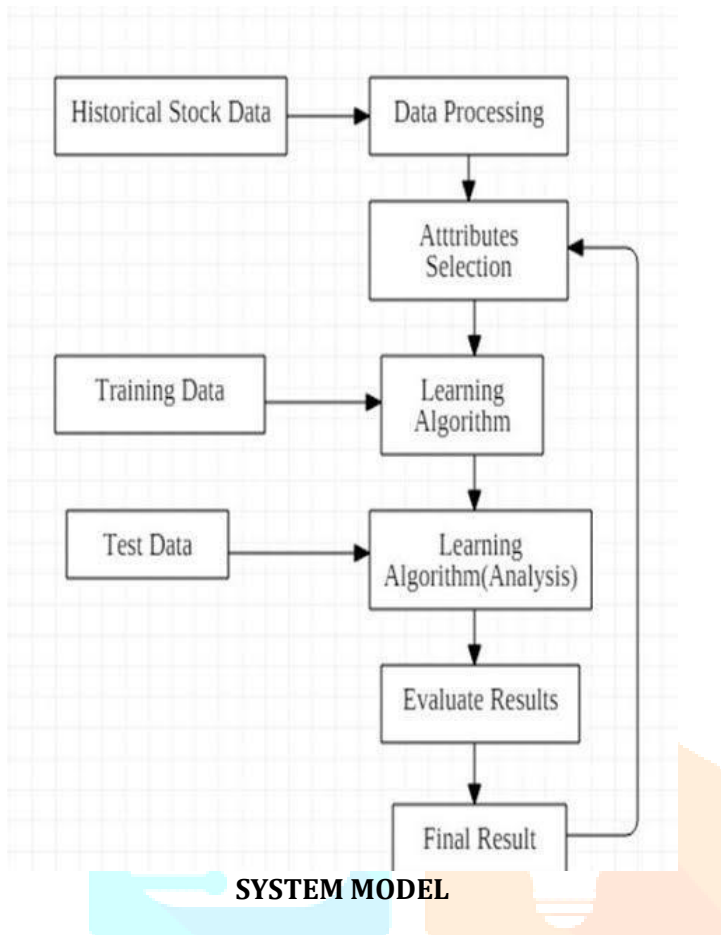 Historical Stock Data
Data Processing
Atttributes
Selection
Training Data
Learning
Algorithm
Test Data
Learning
Algorithm(Analysis)
Evaluate Results
Final Result
SYSTEM MODEL